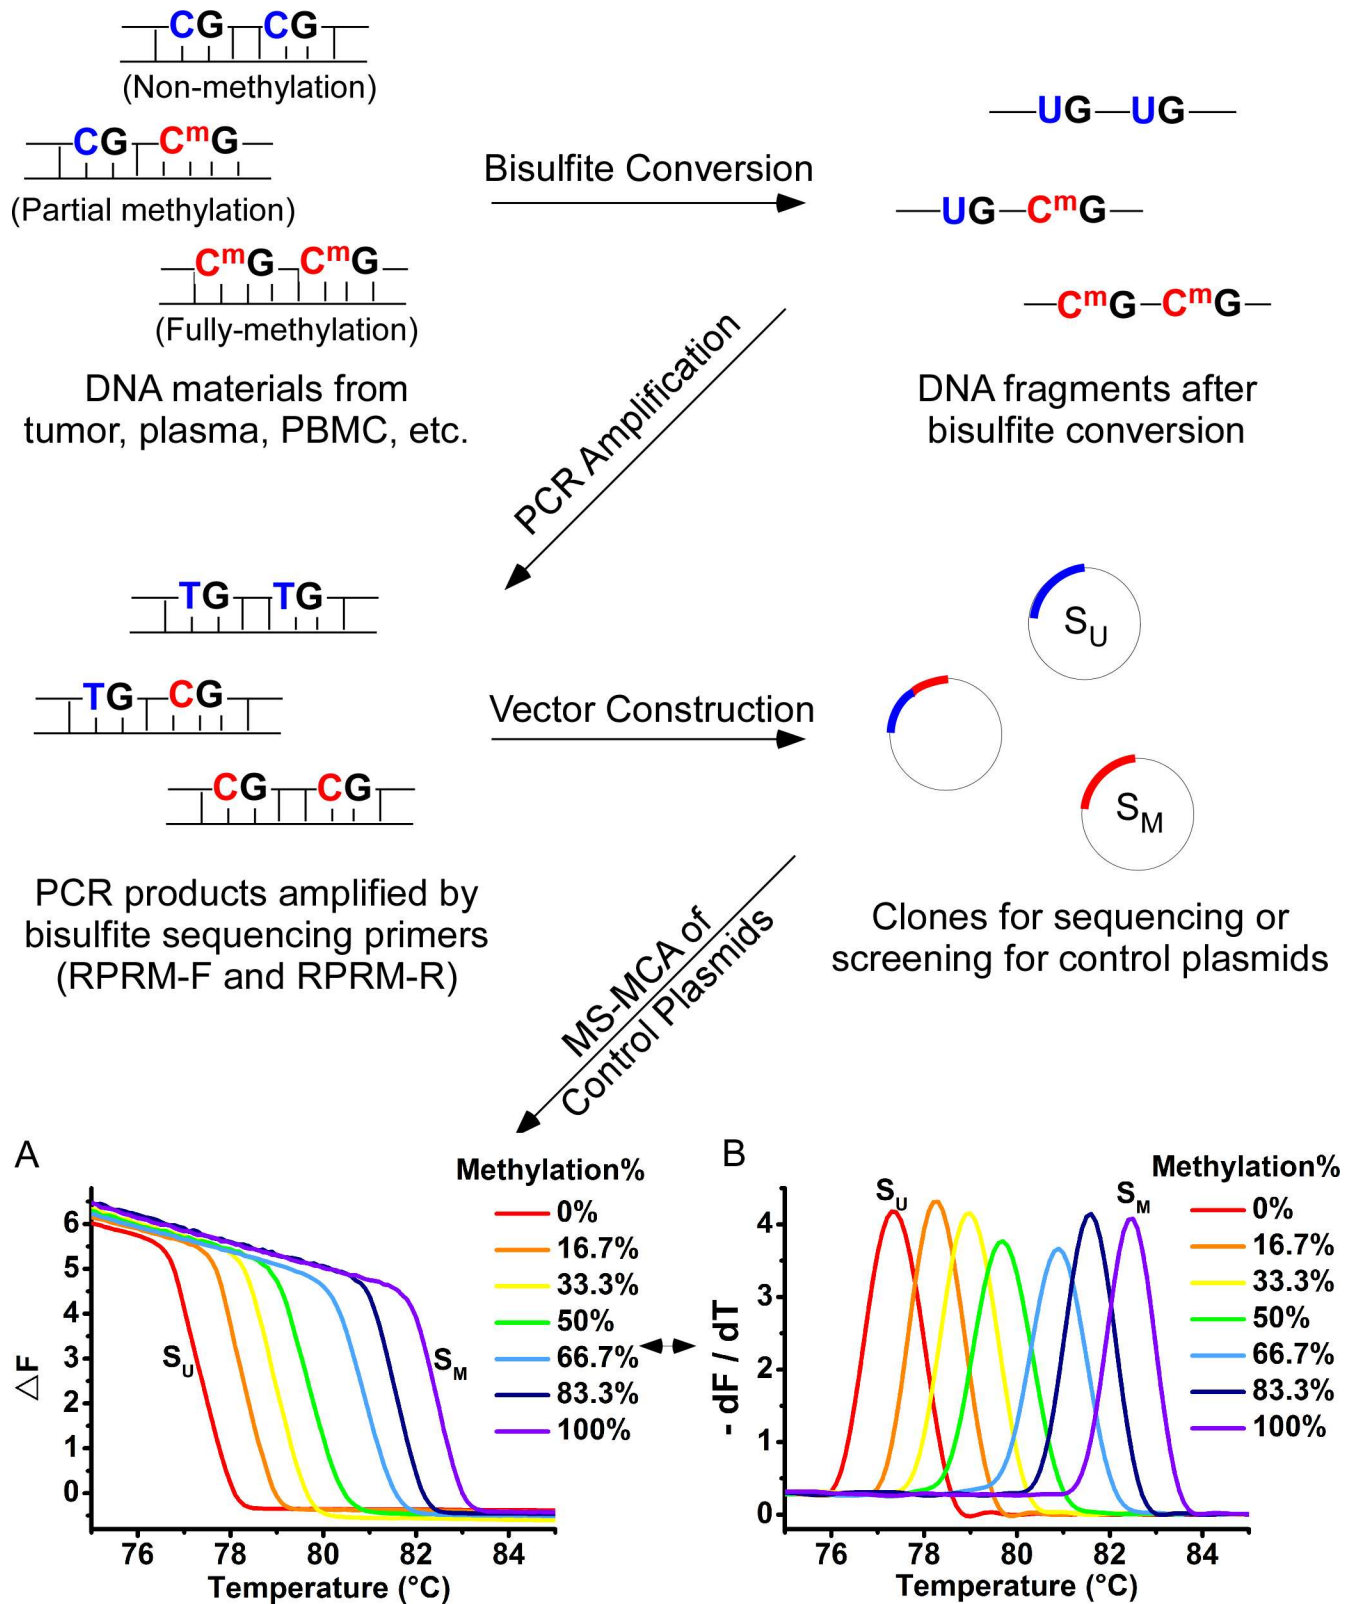 CG CG
(Non-methylation)
CG CmG
(Partial methylation)
CmG CmG
(Fully-methylation)
DNA materials from
tumor, plasma, PBMC, etc.
Bisulfite Conversion
UG UG
UG CmG
CmG CmG
DNA fragments after
bisulfite conversion
PCR Amplification
TG TG
TG CG
CG CG
PCR products amplified by
bisulfite sequencing primers
(RPRM-F and RPRM-R)
Vector Construction
SU
SM
Clones for sequencing or
screening for control plasmids
MS-MCA of
Control Plasmids
A
Methylation%
0%
16.7%
33.3%
50%
66.7%
83.3%
100%
SU
SM
△F
6
5
4
3
2
1
0
76 78 80 82 84
Temperature (°C)
B
Methylation%
0%
16.7%
33.3%
50%
66.7%
83.3%
100%
SU
SM
- dF / dT
4
3
2
1
0
76 78 80 82 84
Temperature (°C)